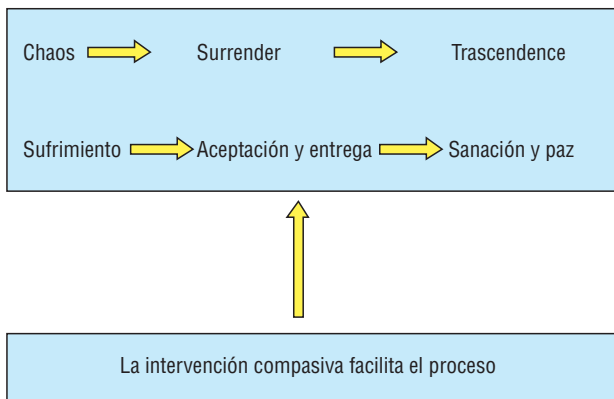 Chaos Surrender Trascendence
Sufrimiento Aceptación y entrega Sanación y paz
La intervención compasiva facilita el proceso